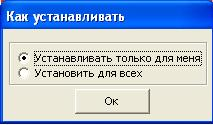 Как устанавливать
Устанавливать только для меня
Установить для всех
Ок